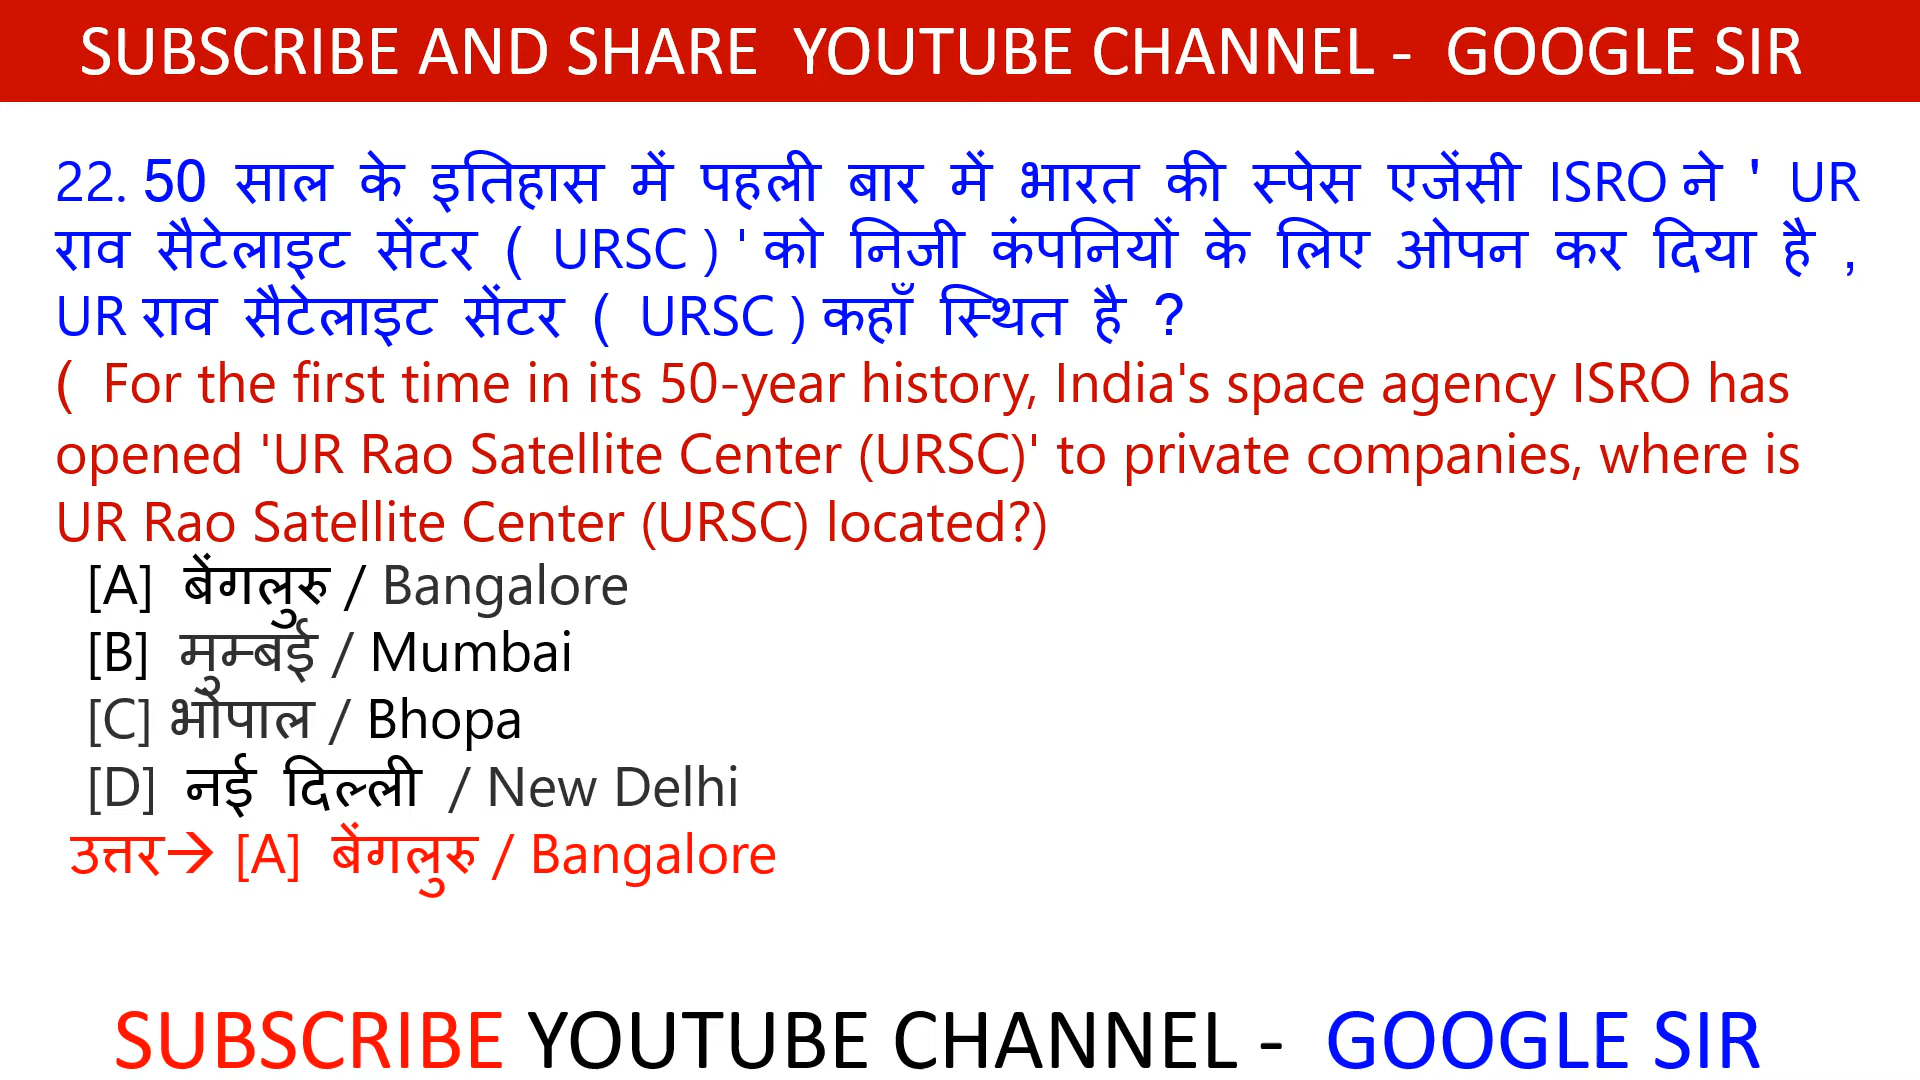 SUBSCRIBE AND SHARE YOUTUBE CHANNEL - GOOGLE SIR
22. 50 साल के इतिहास में पहली बार में भारत की स्पेस एजेंसी ISRO ने ' UR
राव सैटेलाइट सेंटर ( URSC ) ' को निजी कंपनियों के लिए ओपन कर दिया है ,
UR राव सैटेलाइट सेंटर ( URSC ) कहाँ स्थित है ?
( For the first time in its 50-year history, India's space agency ISRO has
opened 'UR Rao Satellite Center (URSC)' to private companies, where is
UR Rao Satellite Center (URSC) located?)
[A] बेंगलुरु / Bangalore
[B] मुम्बई / Mumbai
[C] भोपाल / Bhopa
[D] नई दिल्ली / New Delhi
उत्तर→ [A] बेंगलुरु / Bangalore
SUBSCRIBE YOUTUBE CHANNEL - GOOGLE SIR